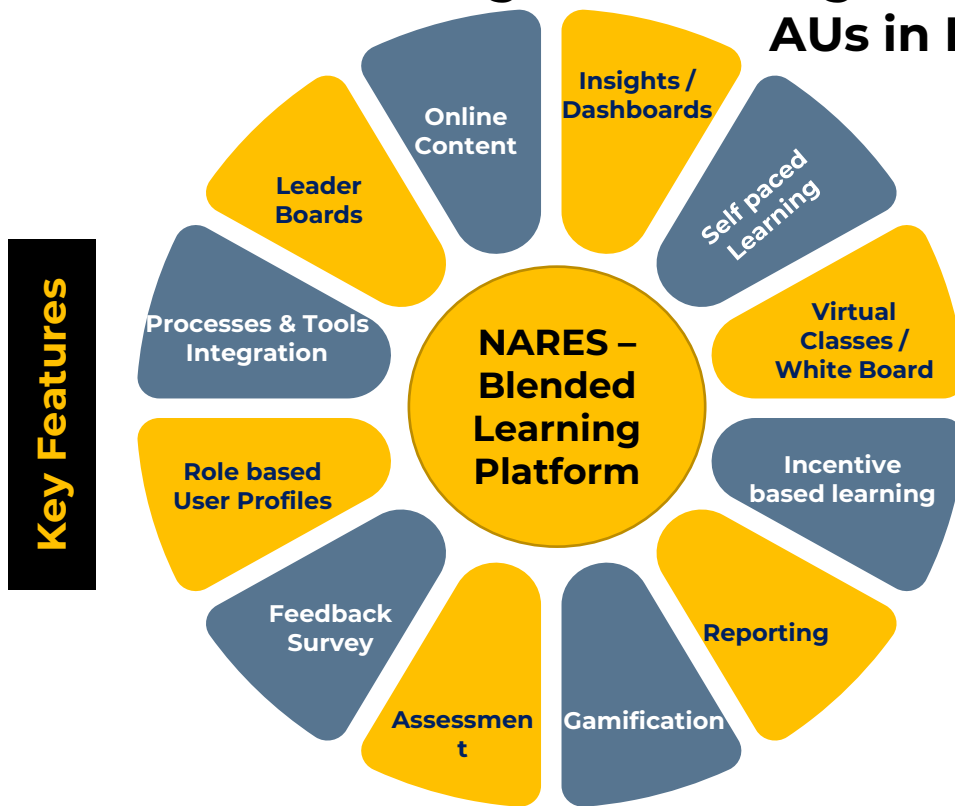 AUs in
Key Features
Insights /
Dashboards
Self paced
Learning
Virtual
Classes /
White Board
Incentive
based learning
Reporting
Gamification
Assessmen
t
Feedback
Survey
Role based
User Profiles
Processes & Tools
Integration
Leader
Boards
Online
Content
NARES –
Blended
Learning
Platform